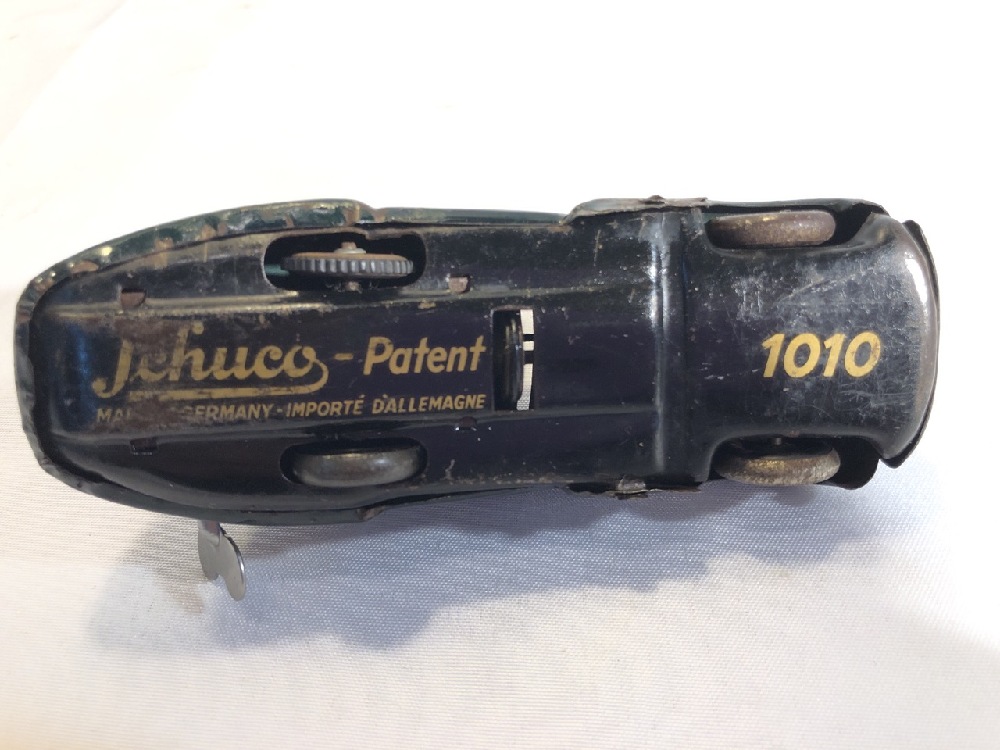 Schuco - Patent
GERMANY - IMPORTÉ D'ALLEMAGNE
1010